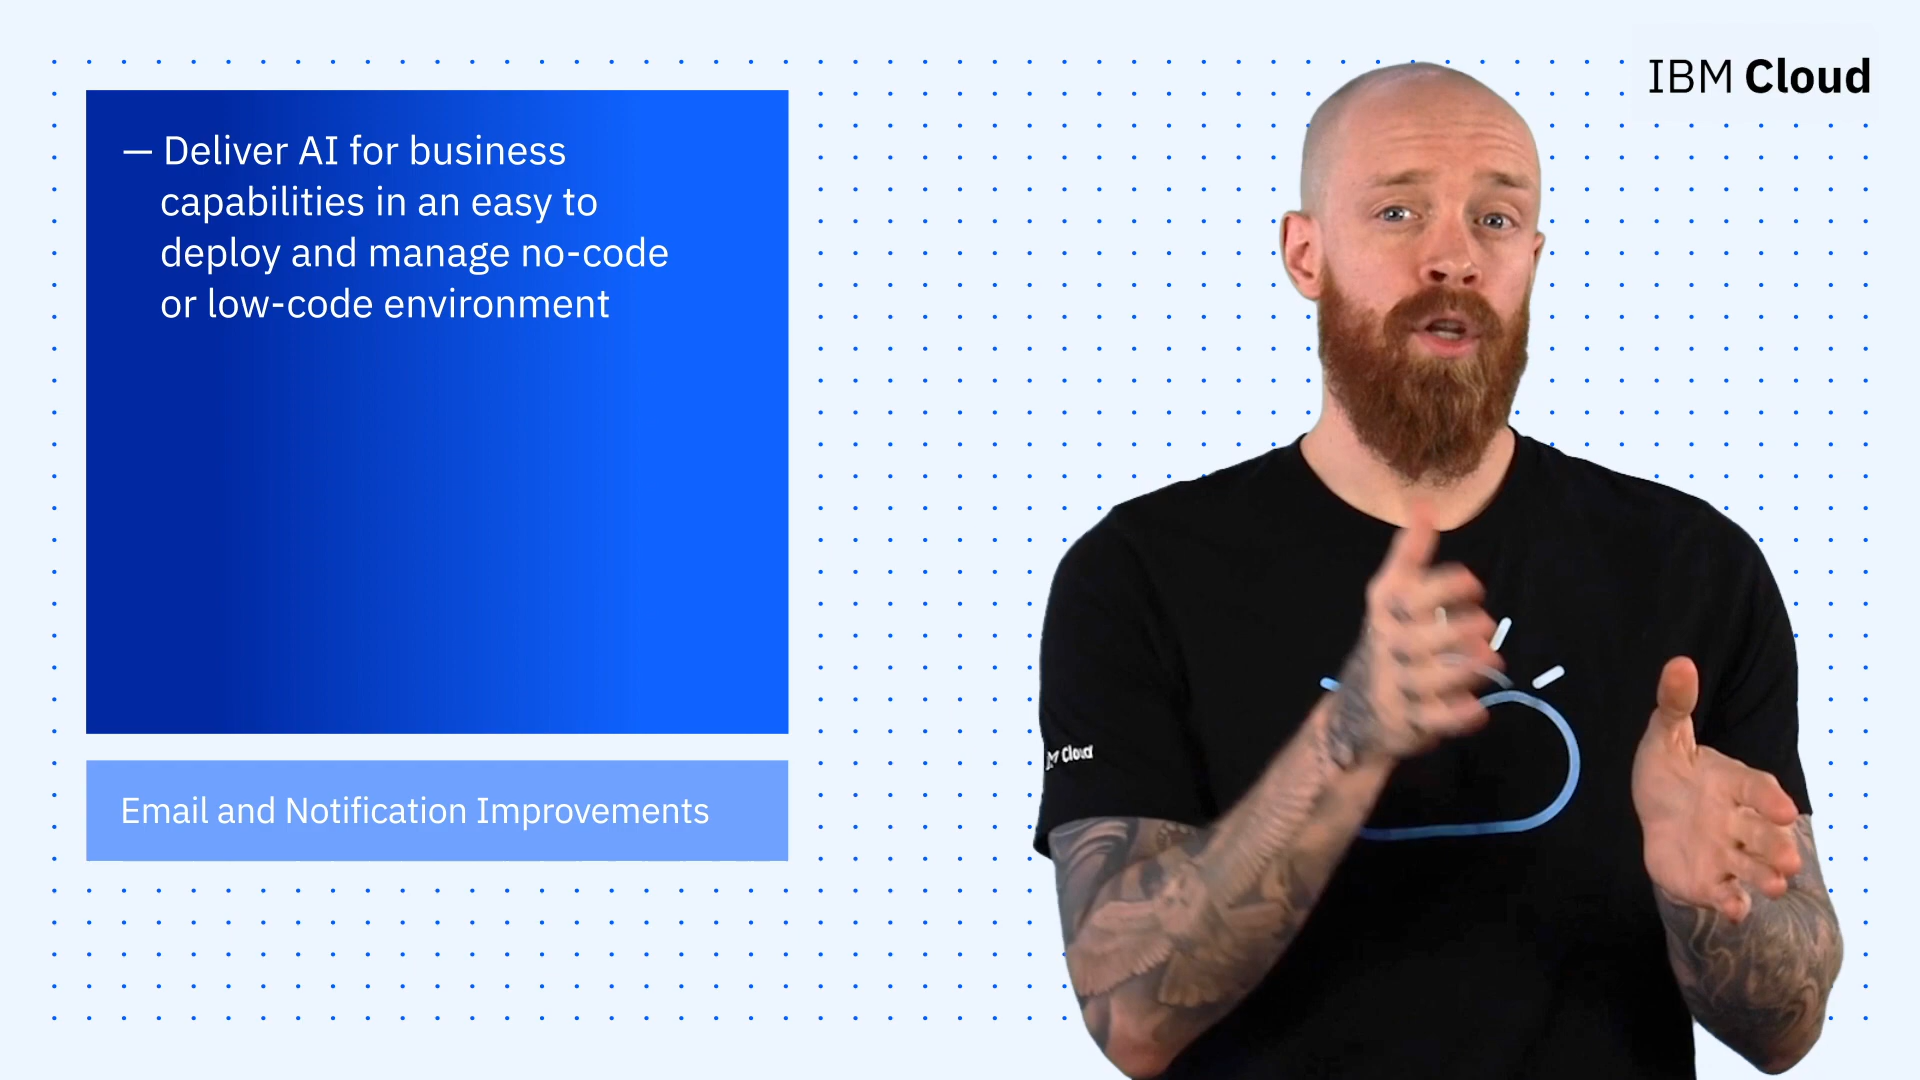 IBM Cloud
— Deliver AI for business
capabilities in an easy to
deploy and manage no-code
or low-code environment
Email and Notification Improvements
Cloud